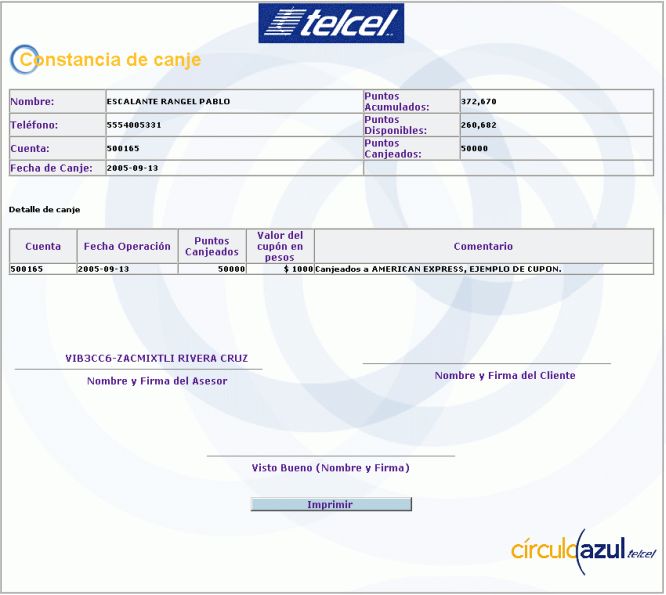 telcel
Constancia de canje
Nombre: ESCALANTE RANGEL PABLO Puntos Acumulados: 372,670
Teléfono: 5554005331 Puntos Disponibles: 260,682
Cuenta: 500165 Puntos Canjeados: 50000
Fecha de Canje: 2005-09-13
Detalle de canje
Cuenta Fecha Operación Puntos Canjeados Valor del cupón en pesos Comentario
500165 2005-09-13 50000 $ 1000 Canjeados a AMERICAN EXPRESS, EJEMPLO DE CUPON.
VIB3CC6-ZACMIXTLI RIVERA CRUZ
Nombre y Firma del Asesor
Nombre y Firma del Cliente
Visto Bueno (Nombre y Firma)
Imprimir
círculo azul telcel